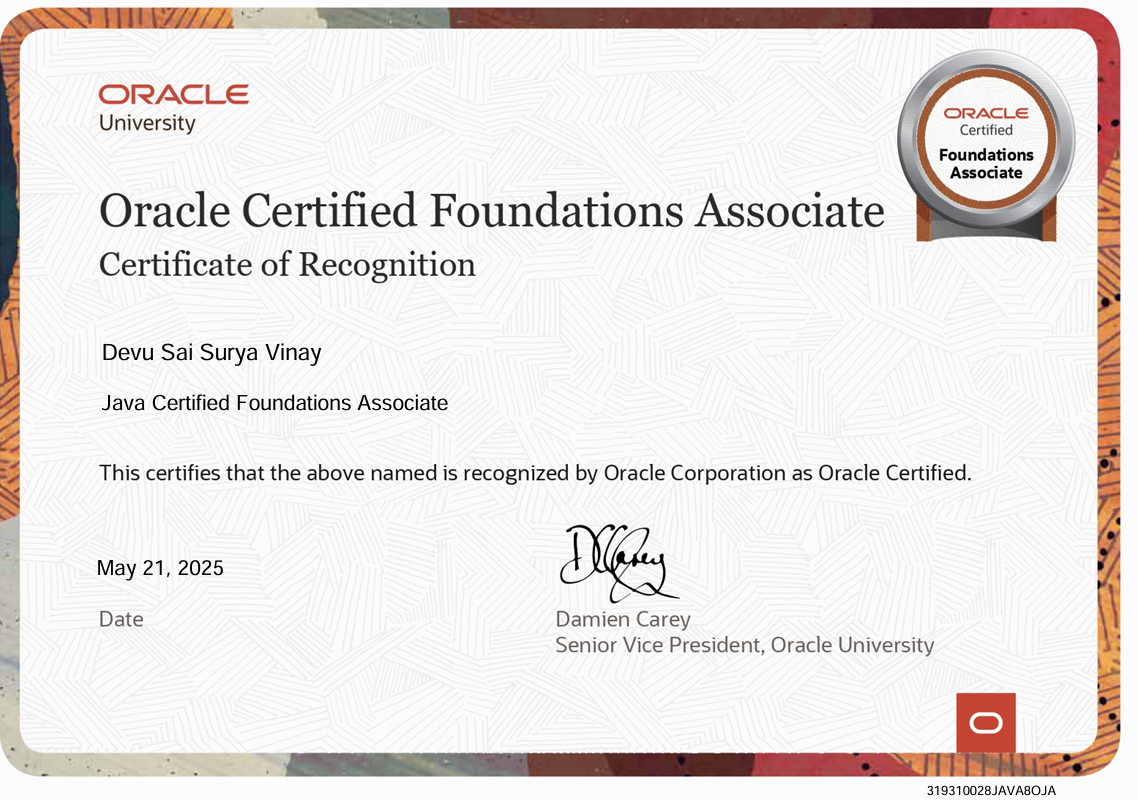 ORACLE
University
ORACLE
Certified
Foundations
Associate
Oracle Certified Foundations Associate
Certificate of Recognition
Devu Sai Surya Vinay
Java Certified Foundations Associate
This certifies that the above named is recognized by Oracle Corporation as Oracle Certified.
May 21, 2025
Date
DCarey
Damien Carey
Senior Vice President, Oracle University
319310028JAVA8OJA